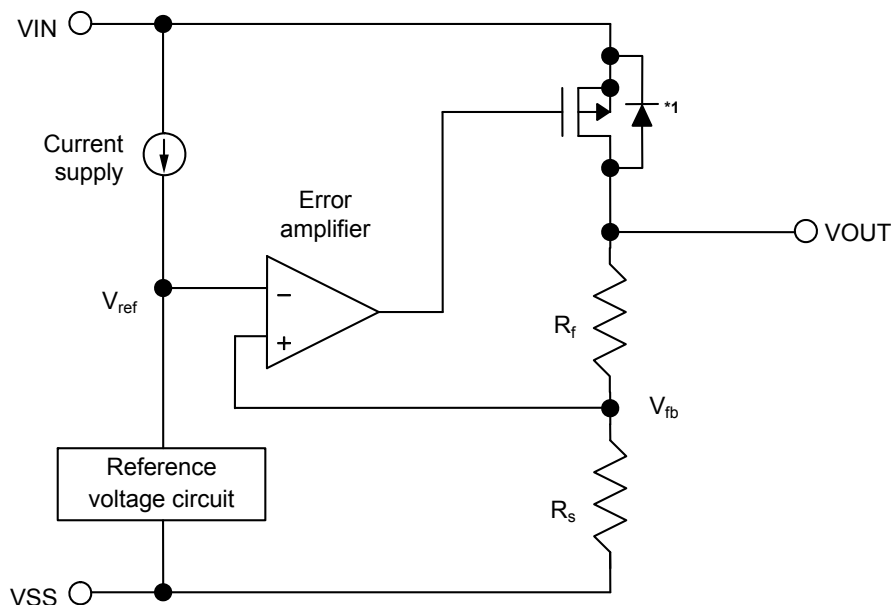 VIN
*1
Current
supply
Error
amplifier
VOUT
Vref
−
+
Rf
Vfb
Reference
voltage circuit
Rs
VSS